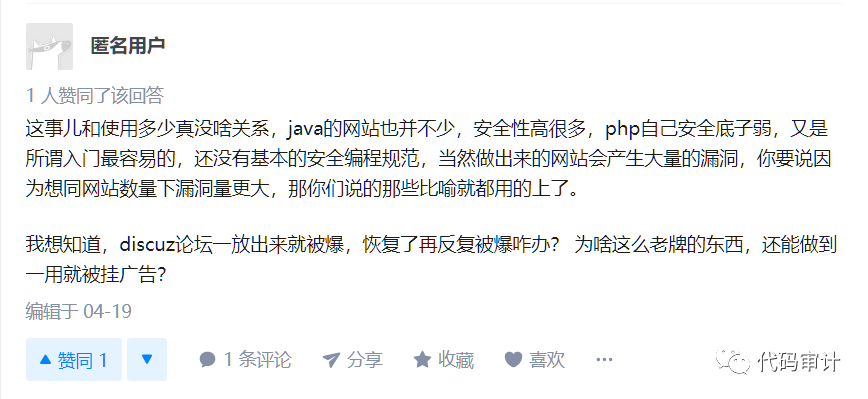 匿名用户
1 人赞同了该回答
这事儿和使用多少真没啥关系，java的网站也并不少，安全性高很多，php自己安全底子弱，又是
所谓入门最容易的，还没有基本的安全编程规范，当然做出来的网站会产生大量的漏洞，你要说因
为想同网站数量下漏洞量更大，那你们说的那些比喻就都用的上了。
我想知道，discuz论坛一放出来就被爆，恢复了再反复被爆咋办？ 为啥这么老牌的东西，还能做到
一用就被挂广告？
编辑于 04-19
赞同 1 1 条评论 分享 收藏 喜欢 ···
代码审计